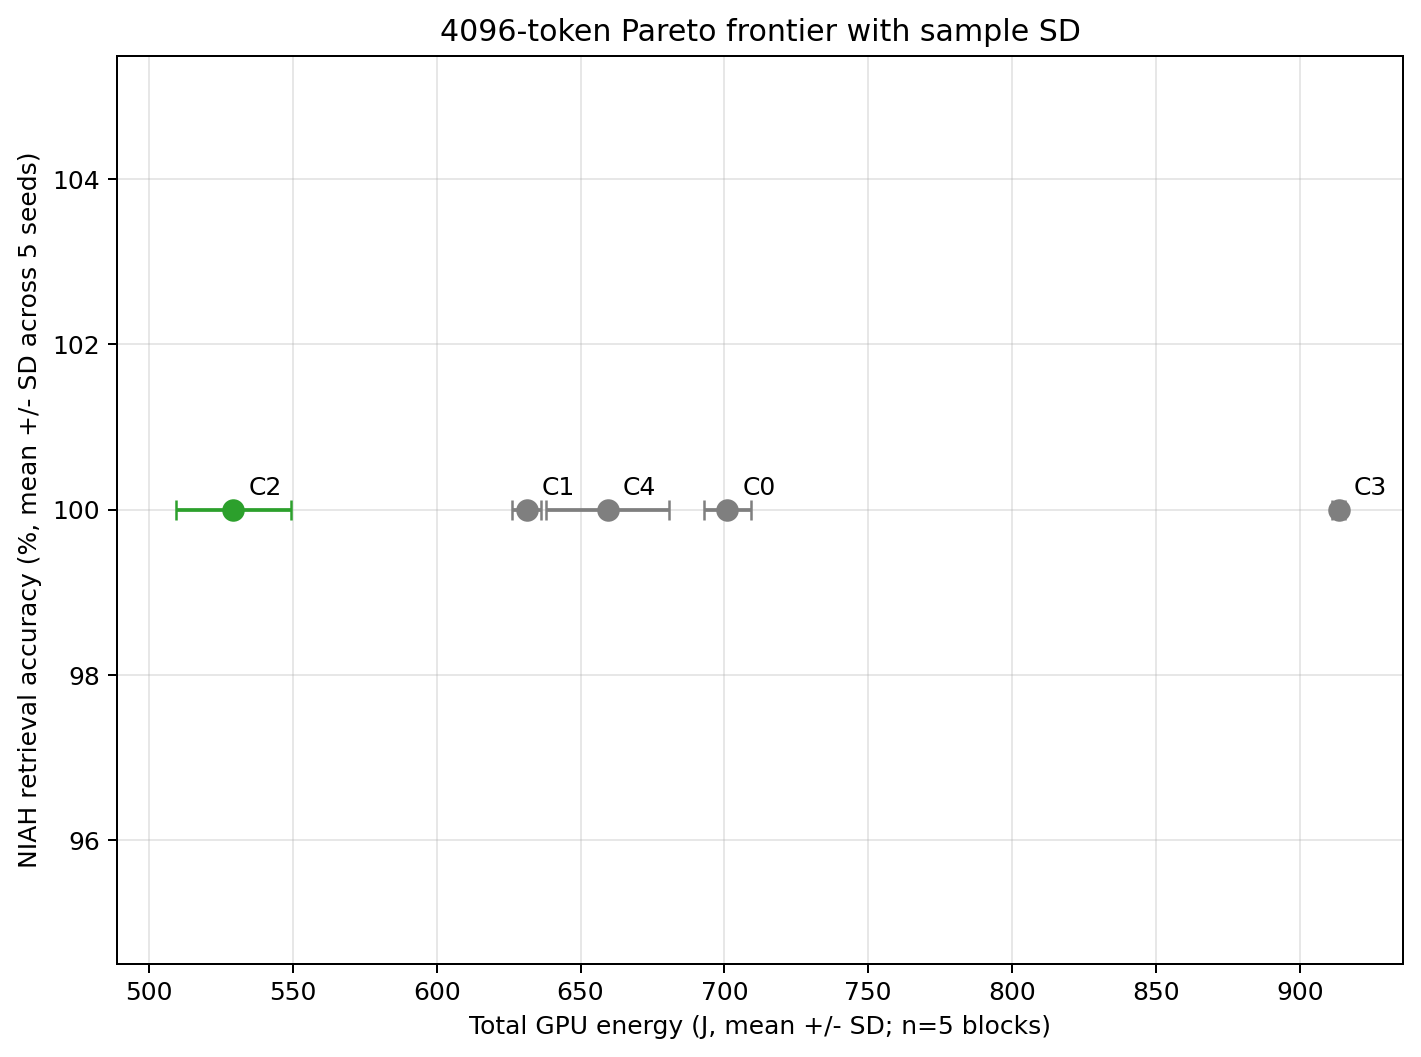 4096-token Pareto frontier with sample SD
NIAH retrieval accuracy (%, mean +/- SD across 5 seeds)
104
102
100
98
96
C2
C1
C4
C0
C3
500 550 600 650 700 750 800 850 900
Total GPU energy (J, mean +/- SD; n=5 blocks)